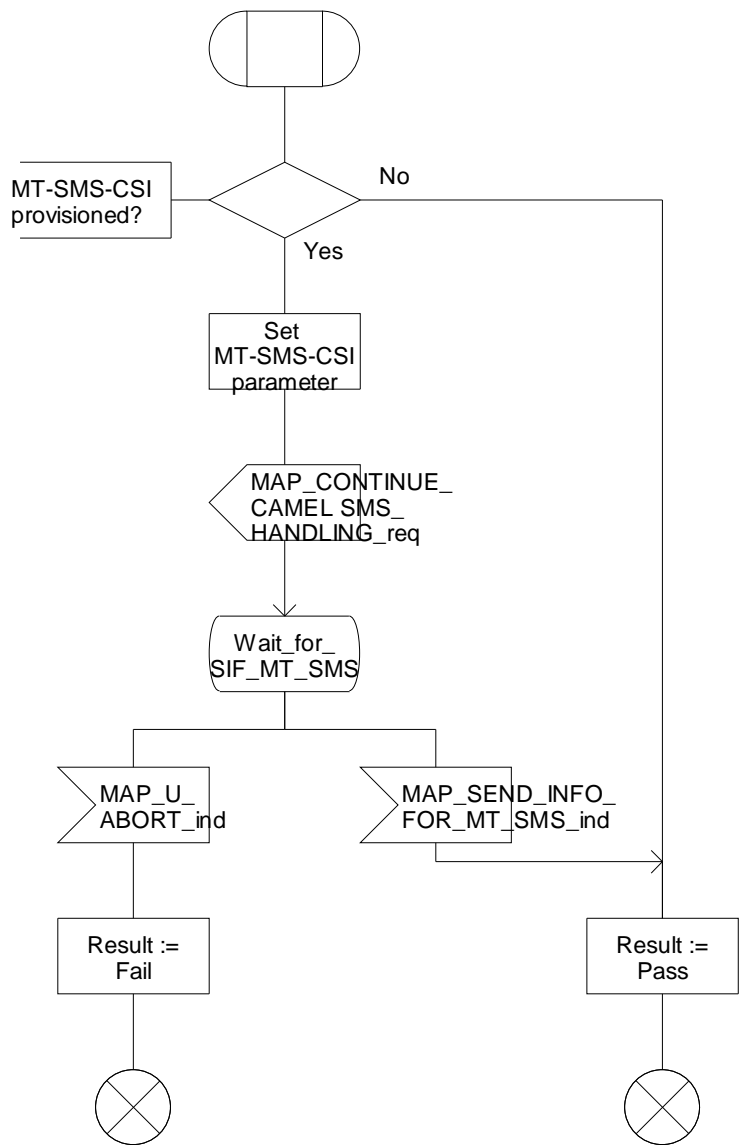 No
MT-SMS-CSI
provisioned?
Yes
Set
MT-SMS-CSI
parameter
MAP_CONTINUE_
CAMEL SMS_
HANDLING_req
Wait_for_
SIF_MT_SMS
MAP_U_
ABORT_ind
MAP_SEND_INFO_
FOR_MT_SMS_ind
Result :=
Fail
Result :=
Pass